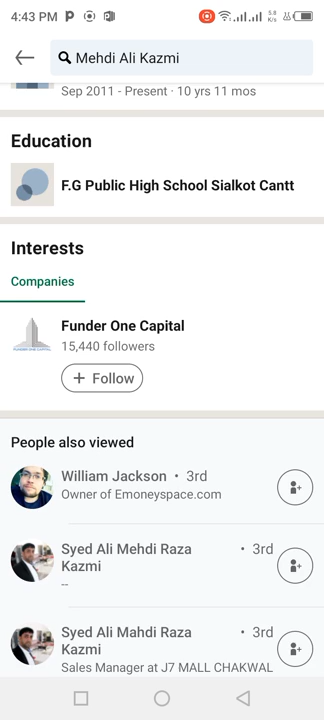 4:43 PM
5.8
K/s
Mehdi Ali Kazmi
Sep 2011 - Present · 10 yrs 11 mos
Education
F.G Public High School Sialkot Cantt
Interests
Companies
FUNDER ONE CAPITAL
Funder One Capital
15,440 followers
+ Follow
People also viewed
William Jackson • 3rd
Owner of Emoneyspace.com
Syed Ali Mehdi Raza
Kazmi • 3rd
--
Syed Ali Mahdi Raza
Kazmi • 3rd
Sales Manager at J7 MALL CHAKWAL